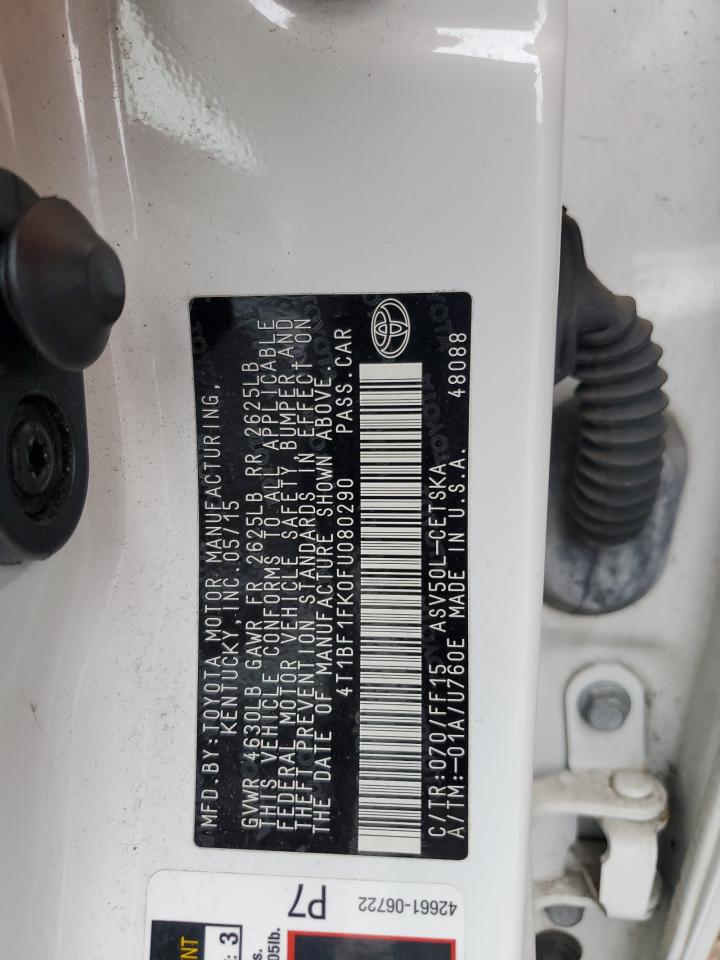 MFD.BY:TOYOTA MOTOR MANUFACTURING,
KENTUCKY, INC. 05/15
GVWR 4630LB GAWR FR 2625LB RR 2625LB
THIS VEHICLE CONFORMS TO ALL APPLICABLE
FEDERAL MOTOR VEHICLE SAFETY, BUMPER, AND
THEFT PREVENTION STANDARDS IN EFFECT ON
THE DATE OF MANUFACTURE SHOWN ABOVE.
4T1BF1FK0FU080290 PASS.CAR
C/TR:070/FF15 ASV50L-CETSKA
A/TM:-01A/U760E MADE IN U.S.A. 48088
P7
42661-06722
3
05lb.